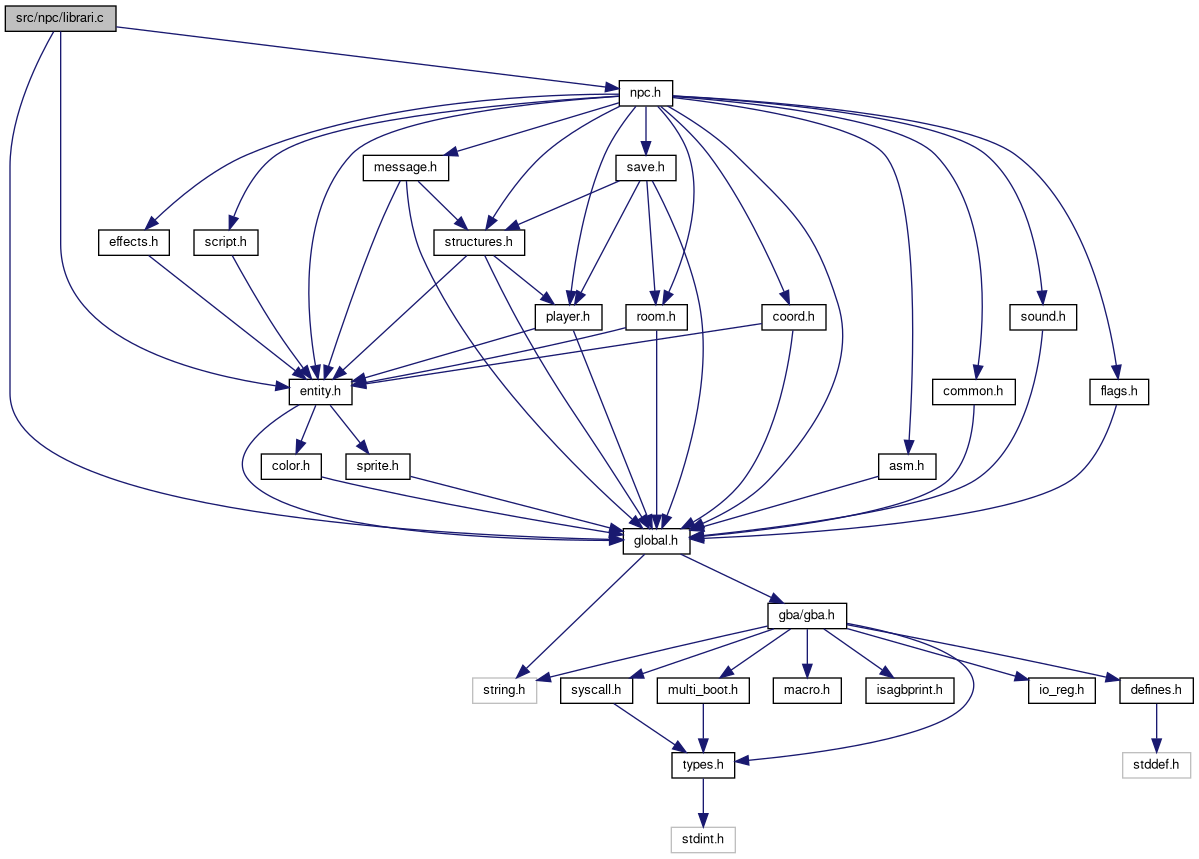 src/npc/librari.c
npc.h
message.h
save.h
effects.h
script.h
structures.h
player.h
room.h
coord.h
sound.h
entity.h
common.h
flags.h
color.h
sprite.h
asm.h
global.h
gba/gba.h
string.h
syscall.h
multi_boot.h
macro.h
isagbprint.h
io_reg.h
defines.h
types.h
stddef.h
stdint.h